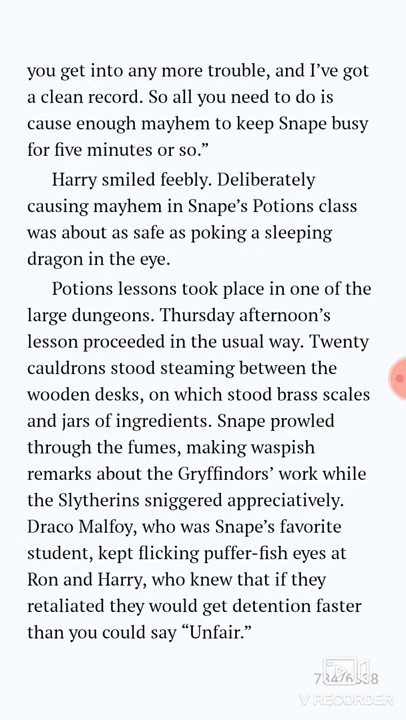 you get into any more trouble, and I’ve got
a clean record. So all you need to do is
cause enough mayhem to keep Snape busy
for five minutes or so.”
Harry smiled feebly. Deliberately
causing mayhem in Snape’s Potions class
was about as safe as poking a sleeping
dragon in the eye.
Potions lessons took place in one of the
large dungeons. Thursday afternoon’s
lesson proceeded in the usual way. Twenty
cauldrons stood steaming between the
wooden desks, on which stood brass scales
and jars of ingredients. Snape prowled
through the fumes, making waspish
remarks about the Gryffindors’ work while
the Slytherins sniggered appreciatively.
Draco Malfoy, who was Snape’s favorite
student, kept flicking puffer-fish eyes at
Ron and Harry, who knew that if they
retaliated they would get detention faster
than you could say “Unfair.”
V RECORDER